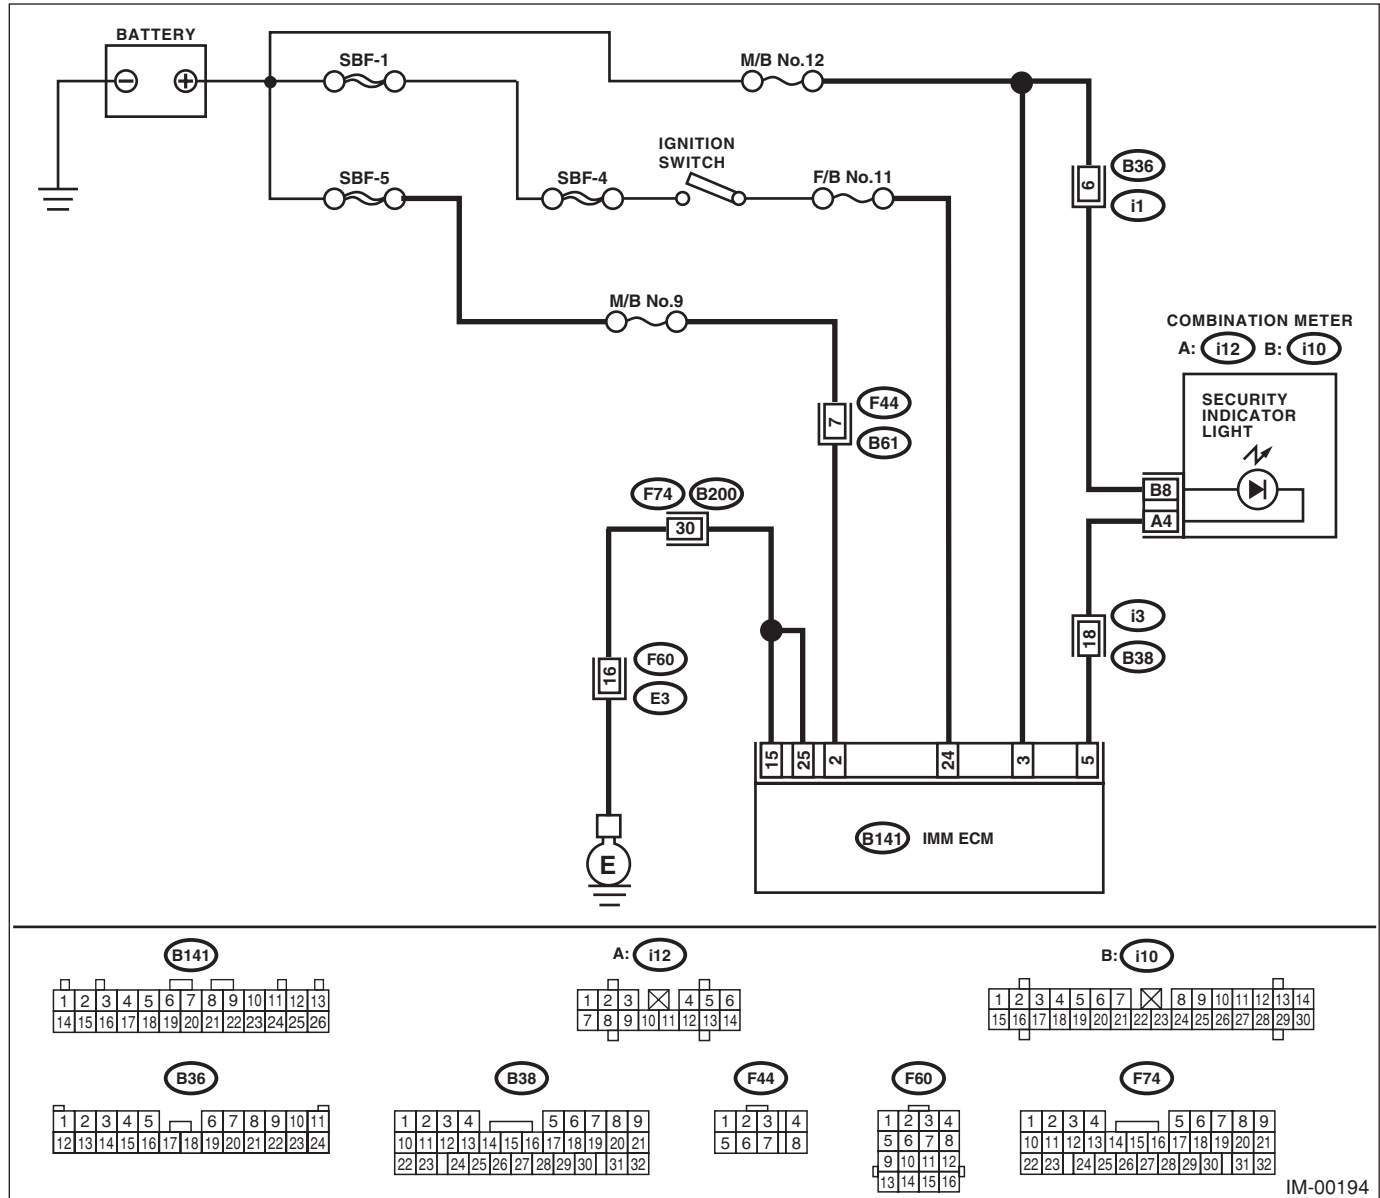 BATTERY
SBF-1
M/B No.12
IGNITION
SWITCH
SBF-5
SBF-4
F/B No.11
B36
6
i1
M/B No.9
COMBINATION METER
A: i12 B: i10
SECURITY
INDICATOR
LIGHT
F44
7
B61
B8
A4
F74 B200
30
i3
18
B38
F60
16
E3
15 25 2 24 3 5
E
B141 IMM ECM
B141
1 2 3 4 5 6 7 8 9 10 11 12 13
14 15 16 17 18 19 20 21 22 23 24 25 26
A: i12
1 2 3 4 5 6
7 8 9 10 11 12 13 14
B: i10
1 2 3 4 5 6 7 8 9 10 11 12 13 14
15 16 17 18 19 20 21 22 23 24 25 26 27 28 29 30
B36
1 2 3 4 5 6 7 8 9 10 11
12 13 14 15 16 17 18 19 20 21 22 23 24
B38
1 2 3 4 5 6 7 8 9
10 11 12 13 14 15 16 17 18 19 20 21
22 23 24 25 26 27 28 29 30 31 32
F44
1 2 3 4
5 6 7 8
F60
1 2 3 4
5 6 7 8
9 10 11 12
13 14 15 16
F74
1 2 3 4 5 6 7 8 9
10 11 12 13 14 15 16 17 18 19 20 21
22 23 24 25 26 27 28 29 30 31 32
IM-00194